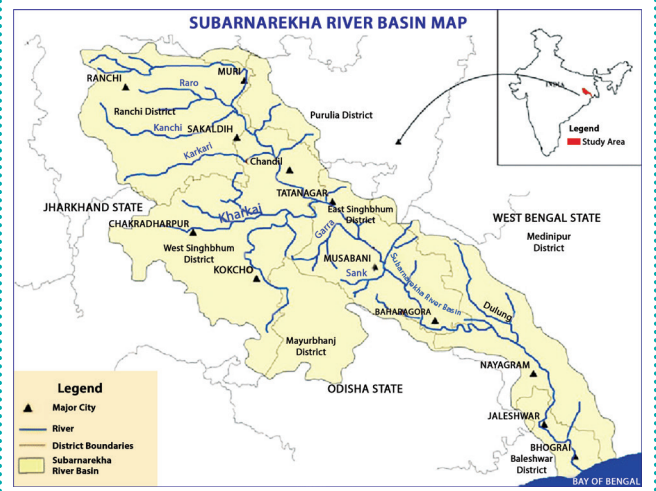 SUBARNAREKHA RIVER BASIN MAP
INDIA
Legend
Study Area
RANCHI
MURI
Raro
Ranchi District
Purulia District
Kanchi
SAKALDIH
Karkari
Chandil
TATANAGAR
JHARKHAND STATE
Kharkai
East Singhbhum
District
WEST BENGAL STATE
Medinipur
District
CHAKRADHARPUR
West Singhbhum
District
Garra
MUSABANI
Sank
KOKCHO
Subarnarekha River Basin
Dulung
BAHARAGORA
Mayurbhanj
District
NAYAGRAM
ODISHA STATE
JALESHWAR
BHOGRAI
Baleshwar
District
BAY OF BENGAL
Legend
Major City
River
District Boundaries
Subarnarekha
River Basin